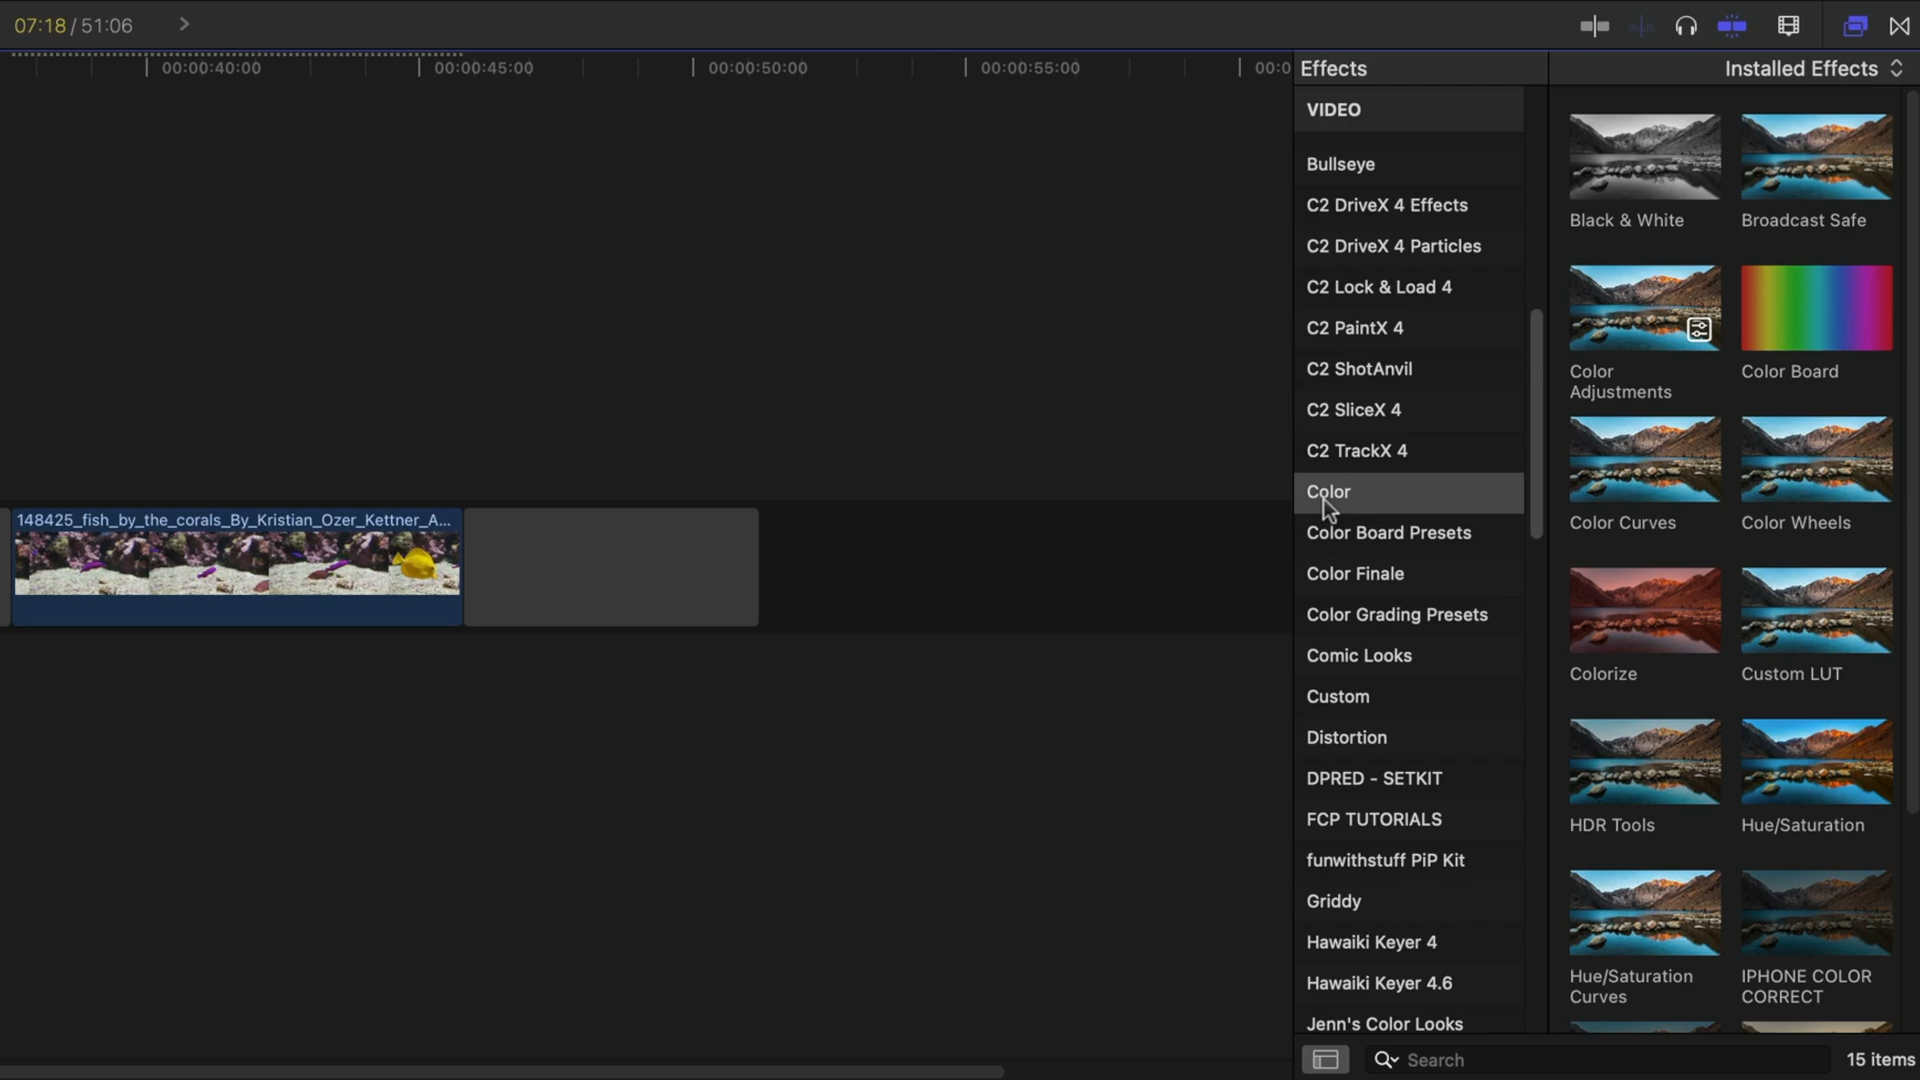 07:18 / 51:06
00:00:40:00
00:00:45:00
00:00:50:00
00:00:55:00
00:0
Effects
Installed Effects
VIDEO
Bullseye
C2 DriveX 4 Effects
C2 DriveX 4 Particles
C2 Lock & Load 4
C2 PaintX 4
C2 ShotAnvil
C2 SliceX 4
C2 TrackX 4
Color
Color Board Presets
Color Finale
Color Grading Presets
Comic Looks
Custom
Distortion
DPRED - SETKIT
FCP TUTORIALS
funwithstuff PiP Kit
Griddy
Hawaiki Keyer 4
Hawaiki Keyer 4.6
Jenn's Color Looks
Black & White
Broadcast Safe
Color
Adjustments
Color Board
Color Curves
Color Wheels
Colorize
Custom LUT
HDR Tools
Hue/Saturation
Hue/Saturation
Curves
IPHONE COLOR
CORRECT
148425_fish_by_the_corals_By_Kristian_Ozer_Kettner_A...
Search
15 items